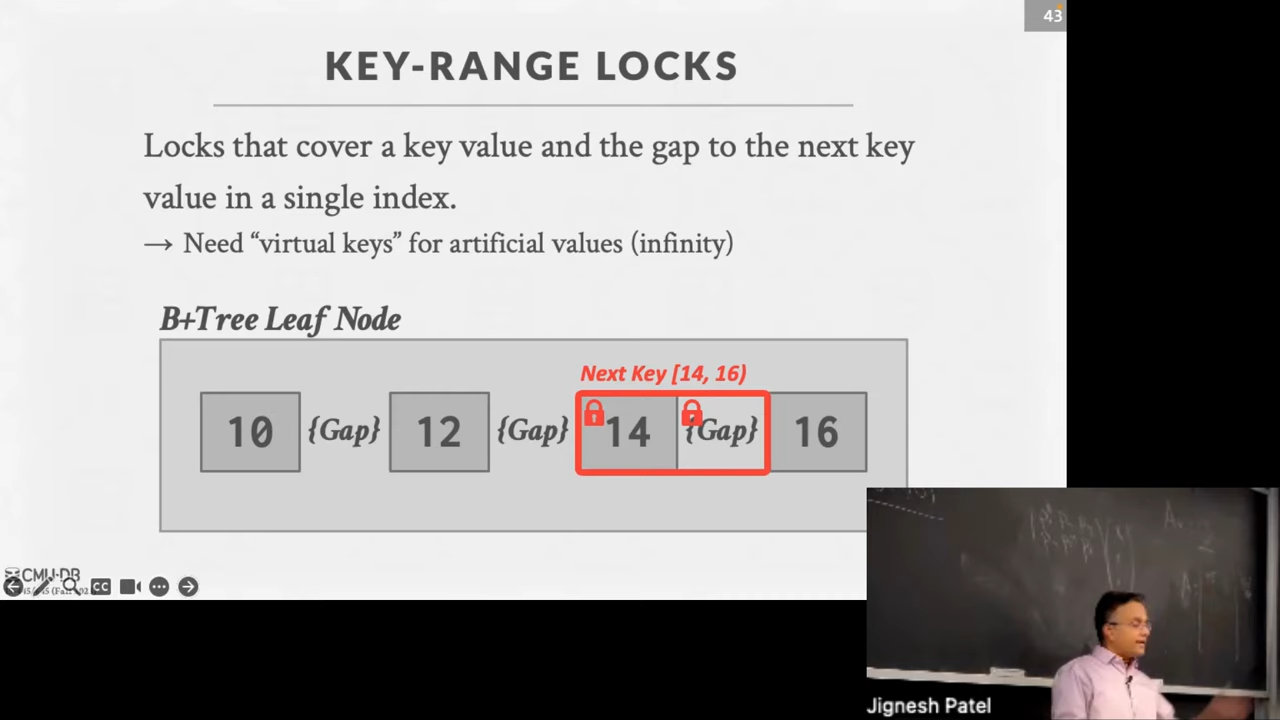 43
KEY-RANGE LOCKS
Locks that cover a key value and the gap to the next key
value in a single index.
→ Need “virtual keys” for artificial values (infinity)
B+Tree Leaf Node
Next Key [14, 16)
10 {Gap} 12 {Gap} 14 {Gap} 16
CMU-DB
CC
Jignesh Patel